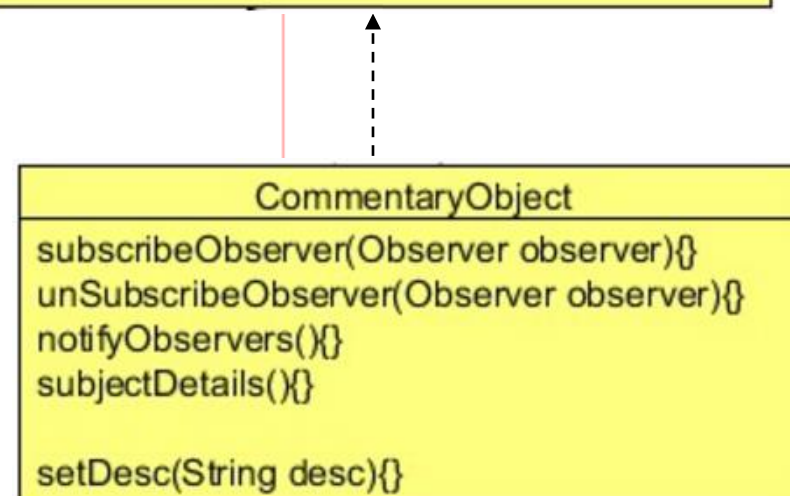 CommentaryObject
subscribeObserver(Observer observer){}
unSubscribeObserver(Observer observer){}
notifyObservers(){}
subjectDetails(){}
setDesc(String desc){}